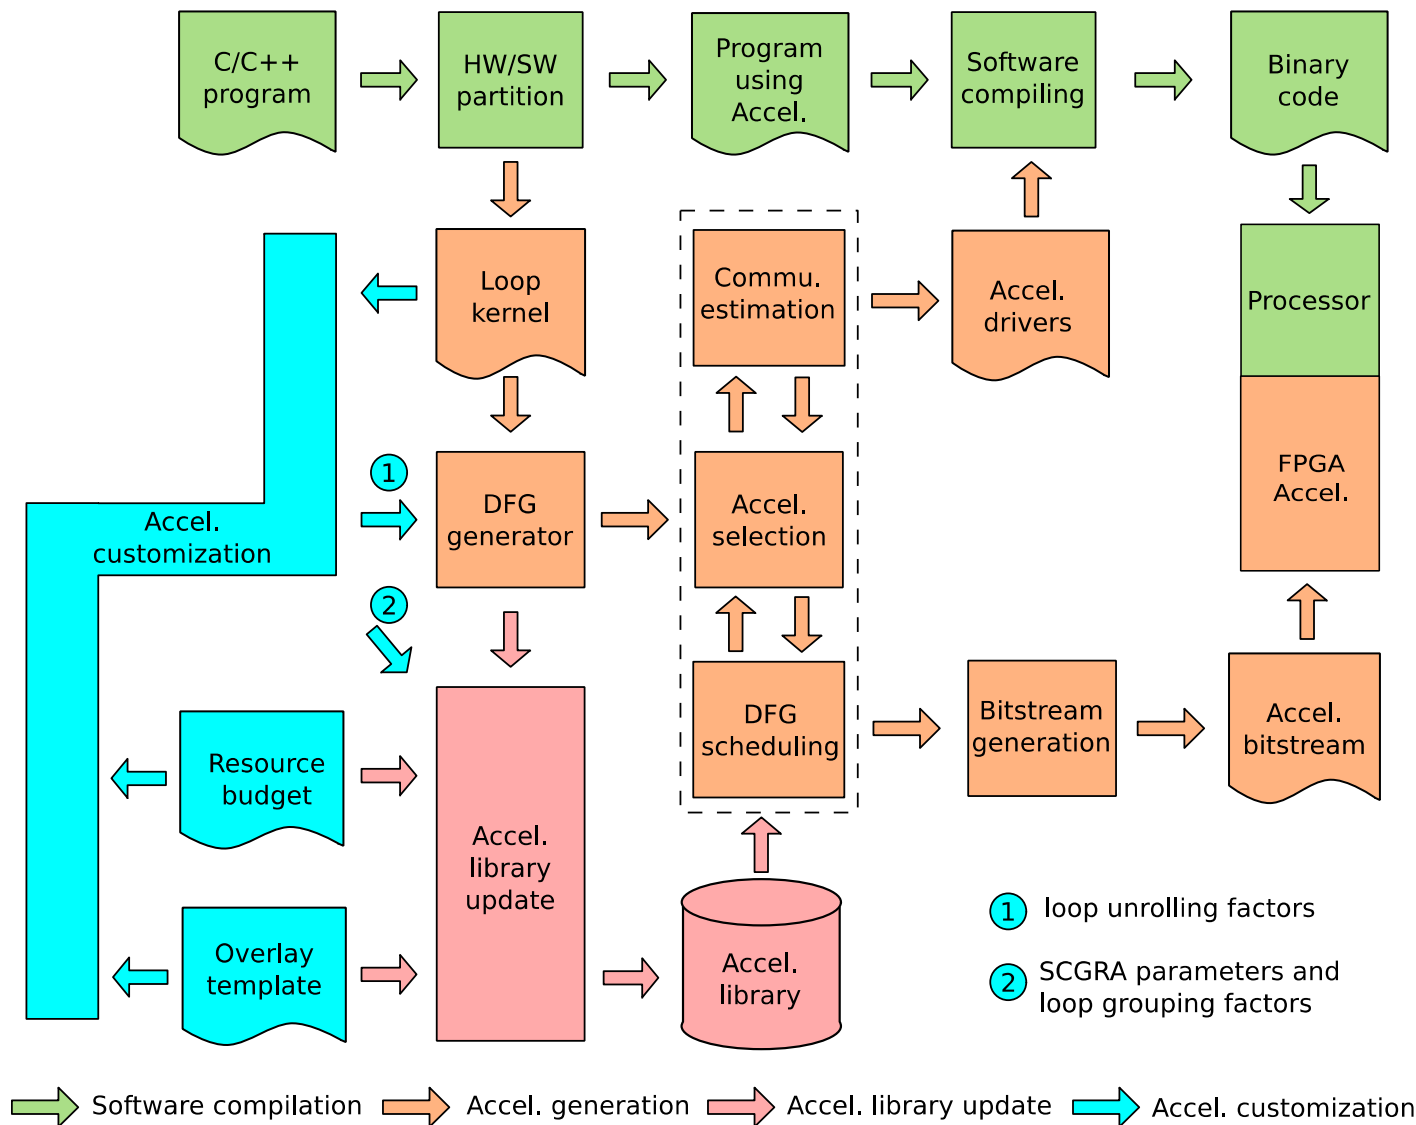 C/C++
program
HW/SW
partition
Program
using
Accel.
Software
compiling
Binary
code
Loop
kernel
Commu.
estimation
Accel.
drivers
Processor
FPGA
Accel.
1
DFG
generator
Accel.
selection
Accel.
customization
2
DFG
scheduling
Bitstream
generation
Accel.
bitstream
Resource
budget
Accel.
library
update
Overlay
template
Accel.
library
1 loop unrolling factors
2 SCGRA parameters and
loop grouping factors
Software compilation Accel. generation Accel. library update Accel. customization